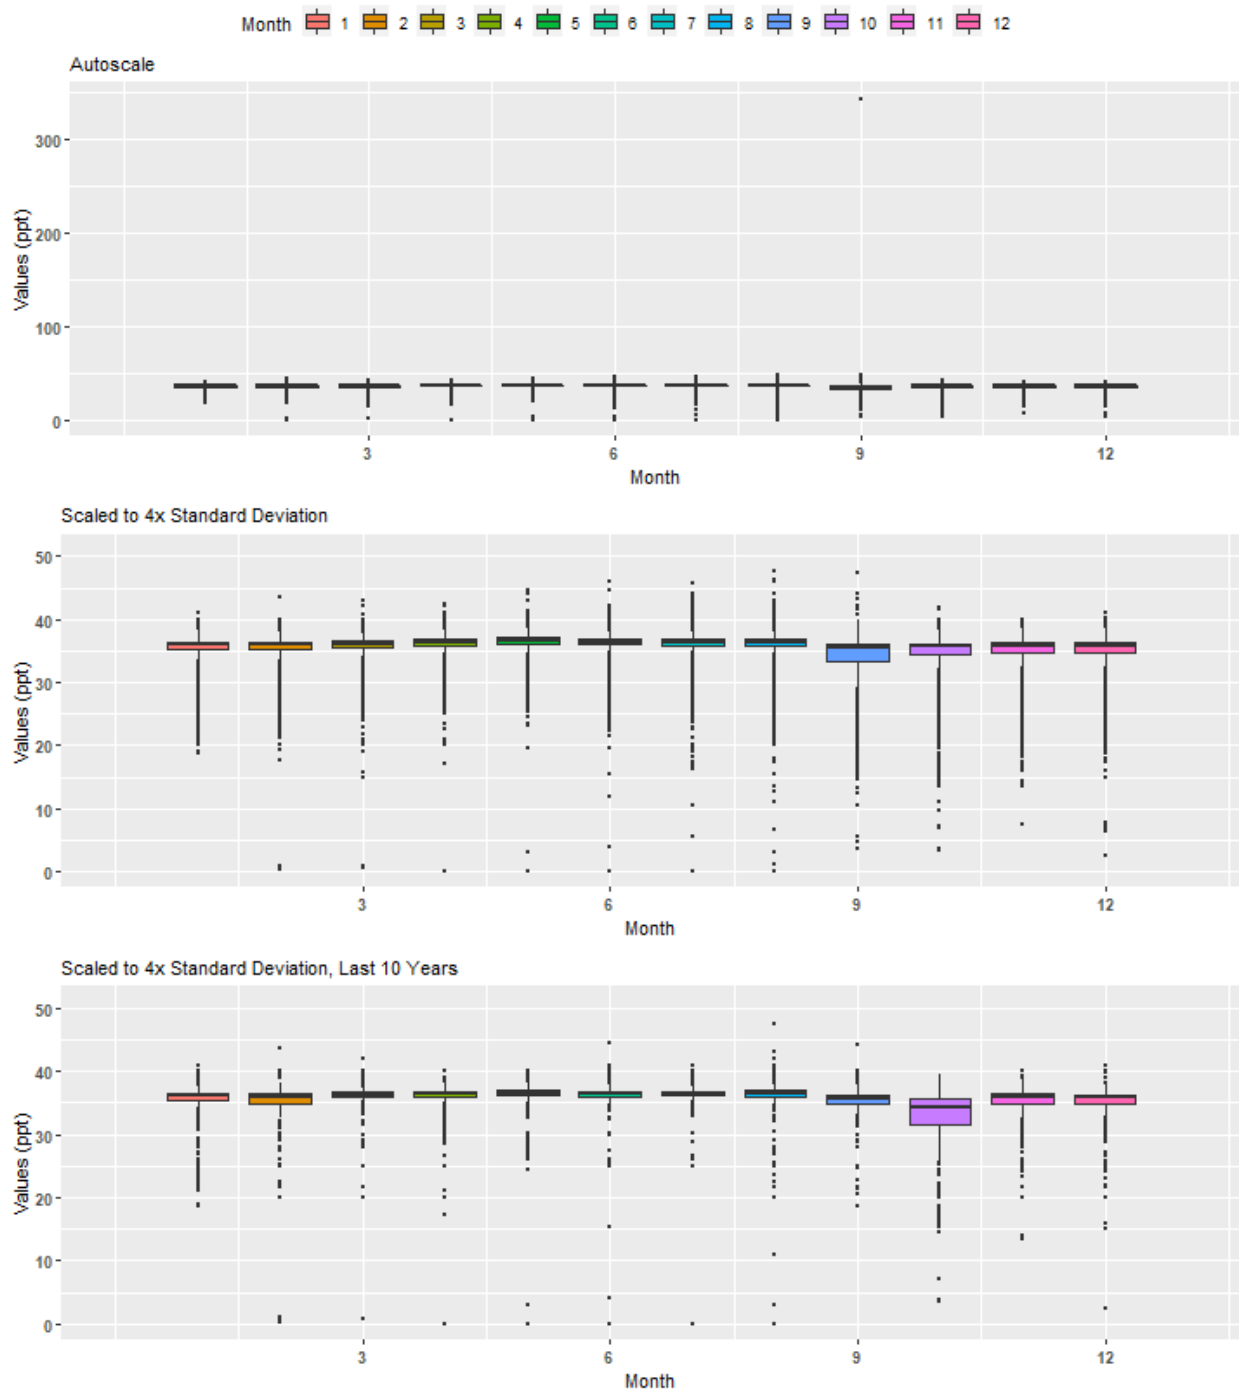 Month 1 2 3 4 5 6 7 8 9 10 11 12
Autoscale
Values (ppt)
300
200
100
0
3 6 9 12
Month
Scaled to 4x Standard Deviation
Values (ppt)
50
40
30
20
10
0
3 6 9 12
Month
Scaled to 4x Standard Deviation, Last 10 Years
Values (ppt)
50
40
30
20
10
0
3 6 9 12
Month